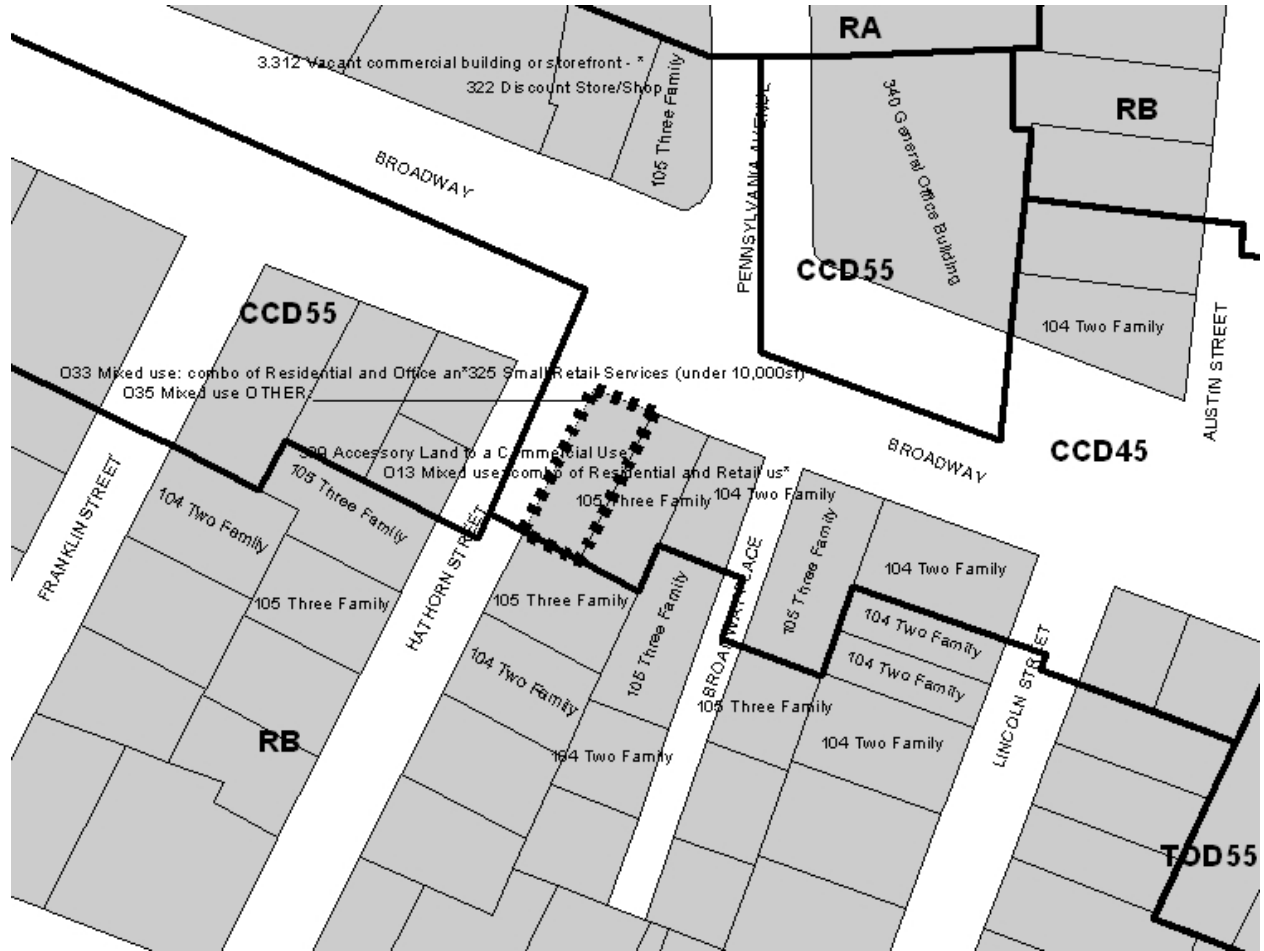 RA
3.312 Vacant commercial building or storefront - *
322 Discount Store/Shop
105 Three Family
340 General Office Building
RB
BROADWAY
PENNSYLVANIA AVENUE
CCD55
CCD55
104 Two Family
AUSTIN STREET
O33 Mixed use: combo of Residential and Office an*325 Small Retail-Services (under 10,000sf)
O35 Mixed use OTHER
BROADWAY
CCD45
Accessory Land to a Commercial Use
O13 Mixed use: combo of Residential and Retail us*
105 Three Family
105 Three Family
104 Two Family
104 Two Family
FRANKLIN STREET
HATHORN STREET
105 Three Family
104 Two Family
105 Three Family
105 Three Family
104 Two Family
105 Three Family
BROADWAY PLACE
104 Two Family
104 Two Family
105 Three Family
LINCOLN STREET
RB
104 Two Family
104 Two Family
TOD55